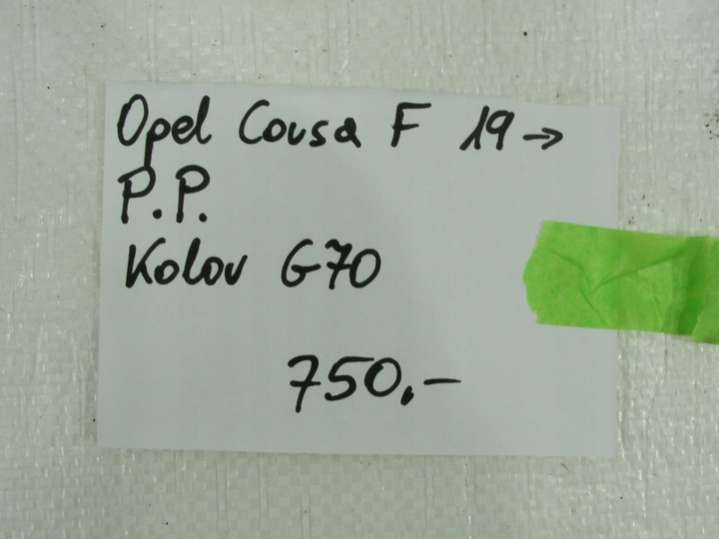 Opel Corsa F 19→
P.P.
Kolor G70
750,-